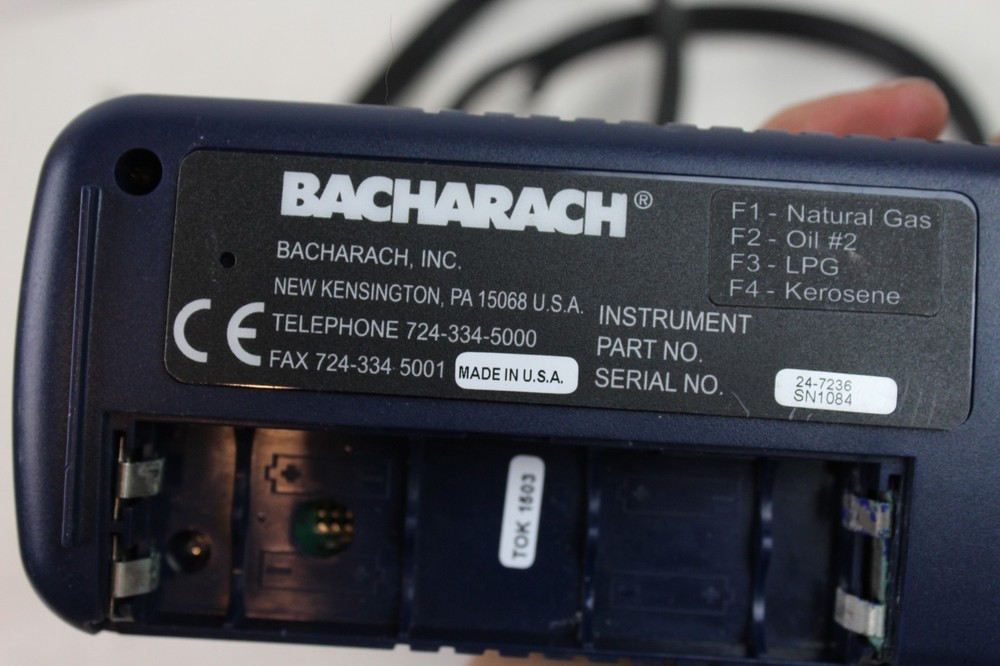 BACHARACH®
BACHARACH, INC.
NEW KENSINGTON, PA 15068 U.S.A.
TELEPHONE 724-334-5000
FAX 724-334 5001
MADE IN U.S.A.
CE
F1 - Natural Gas
F2 - Oil #2
F3 - LPG
F4 - Kerosene
INSTRUMENT
PART NO.
SERIAL NO.
24-7236
SN1084
TOK 1503